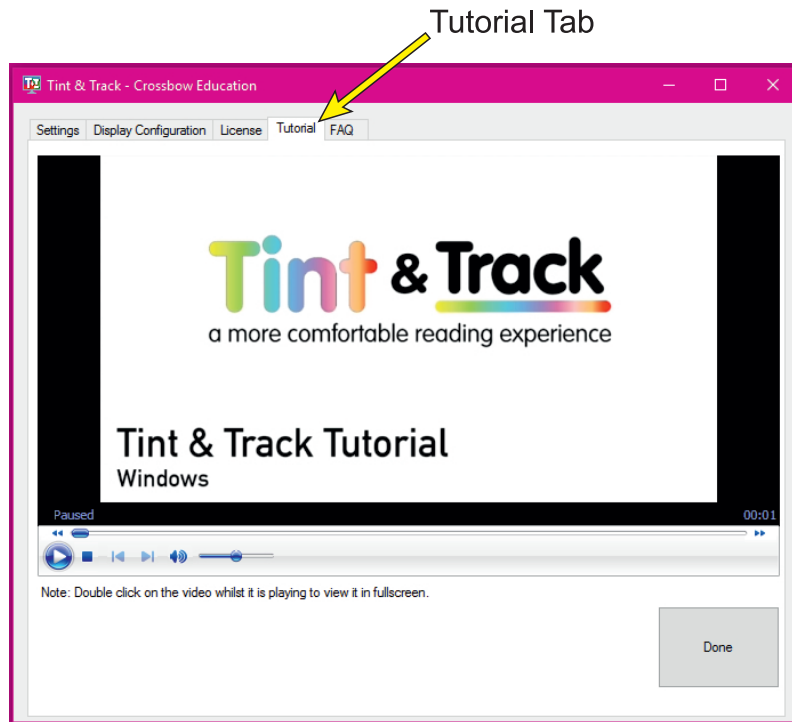 Tutorial Tab
Tint & Track - Crossbow Education
Settings Display Configuration License Tutorial FAQ
Tint & Track
a more comfortable reading experience
Tint & Track Tutorial
Windows
Paused 00:01
Note: Double click on the video whilst it is playing to view it in fullscreen.
Done